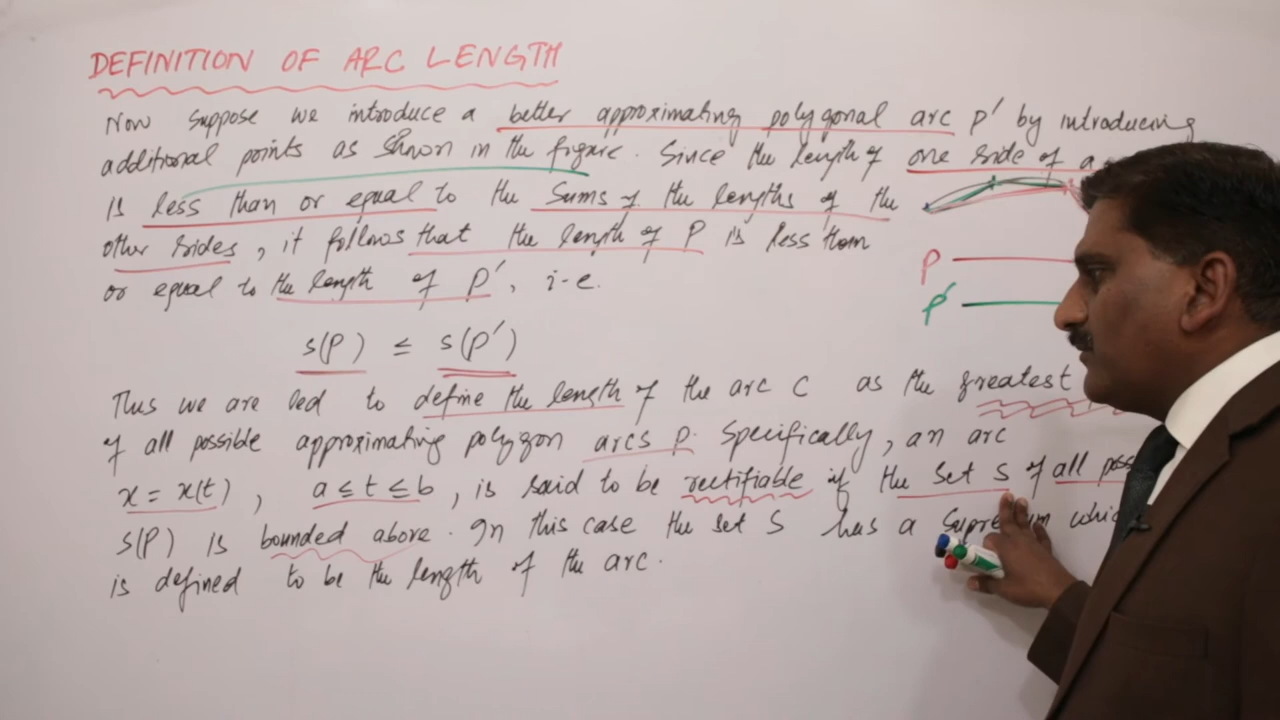 DEFINITION OF ARC LENGTH
Now suppose we introduce a better approximating polygonal arc P' by introducing
additional points as shown in the figure. Since the length of one side of a
is less than or equal to the sums of the lengths of the
other sides, it follows that the length of P is less than
P
or equal to the length of P', i-e.
P'
s(P) ≤ s(P')
Thus we are led to define the length of the arc C as the greatest
of all possible approximating polygon arcs P. Specifically, an arc
x = x(t), a ≤ t ≤ b, is said to be rectifiable if the set S of all
s(P) is bounded above. In this case the set S has a
is defined to be the length of the arc.